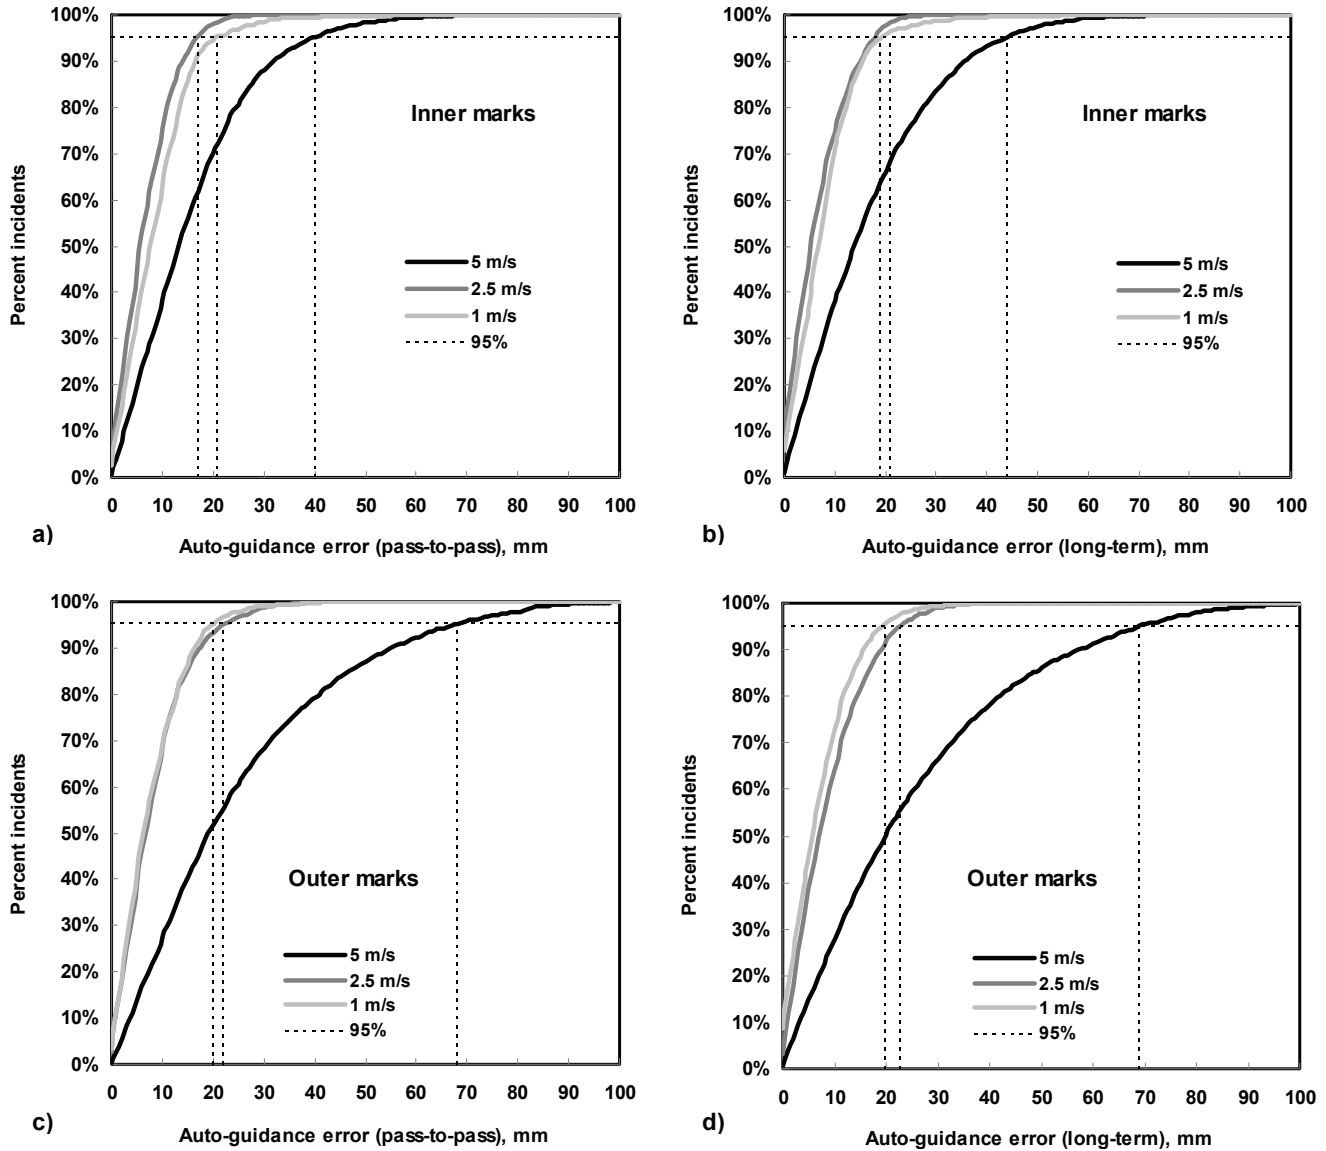 100%
90%
80%
70%
60%
50%
40%
30%
20%
10%
0%
Percent incidents
Inner marks
5 m/s
2.5 m/s
1 m/s
95%
0 10 20 30 40 50 60 70 80 90 100
a)
Auto-guidance error (pass-to-pass), mm
100%
90%
80%
70%
60%
50%
40%
30%
20%
10%
0%
Percent incidents
Inner marks
5 m/s
2.5 m/s
1 m/s
95%
0 10 20 30 40 50 60 70 80 90 100
b)
Auto-guidance error (long-term), mm
100%
90%
80%
70%
60%
50%
40%
30%
20%
10%
0%
Percent incidents
Outer marks
5 m/s
2.5 m/s
1 m/s
95%
0 10 20 30 40 50 60 70 80 90 100
c)
Auto-guidance error (pass-to-pass), mm
100%
90%
80%
70%
60%
50%
40%
30%
20%
10%
0%
Percent incidents
Outer marks
5 m/s
2.5 m/s
1 m/s
95%
0 10 20 30 40 50 60 70 80 90 100
d)
Auto-guidance error (long-term), mm